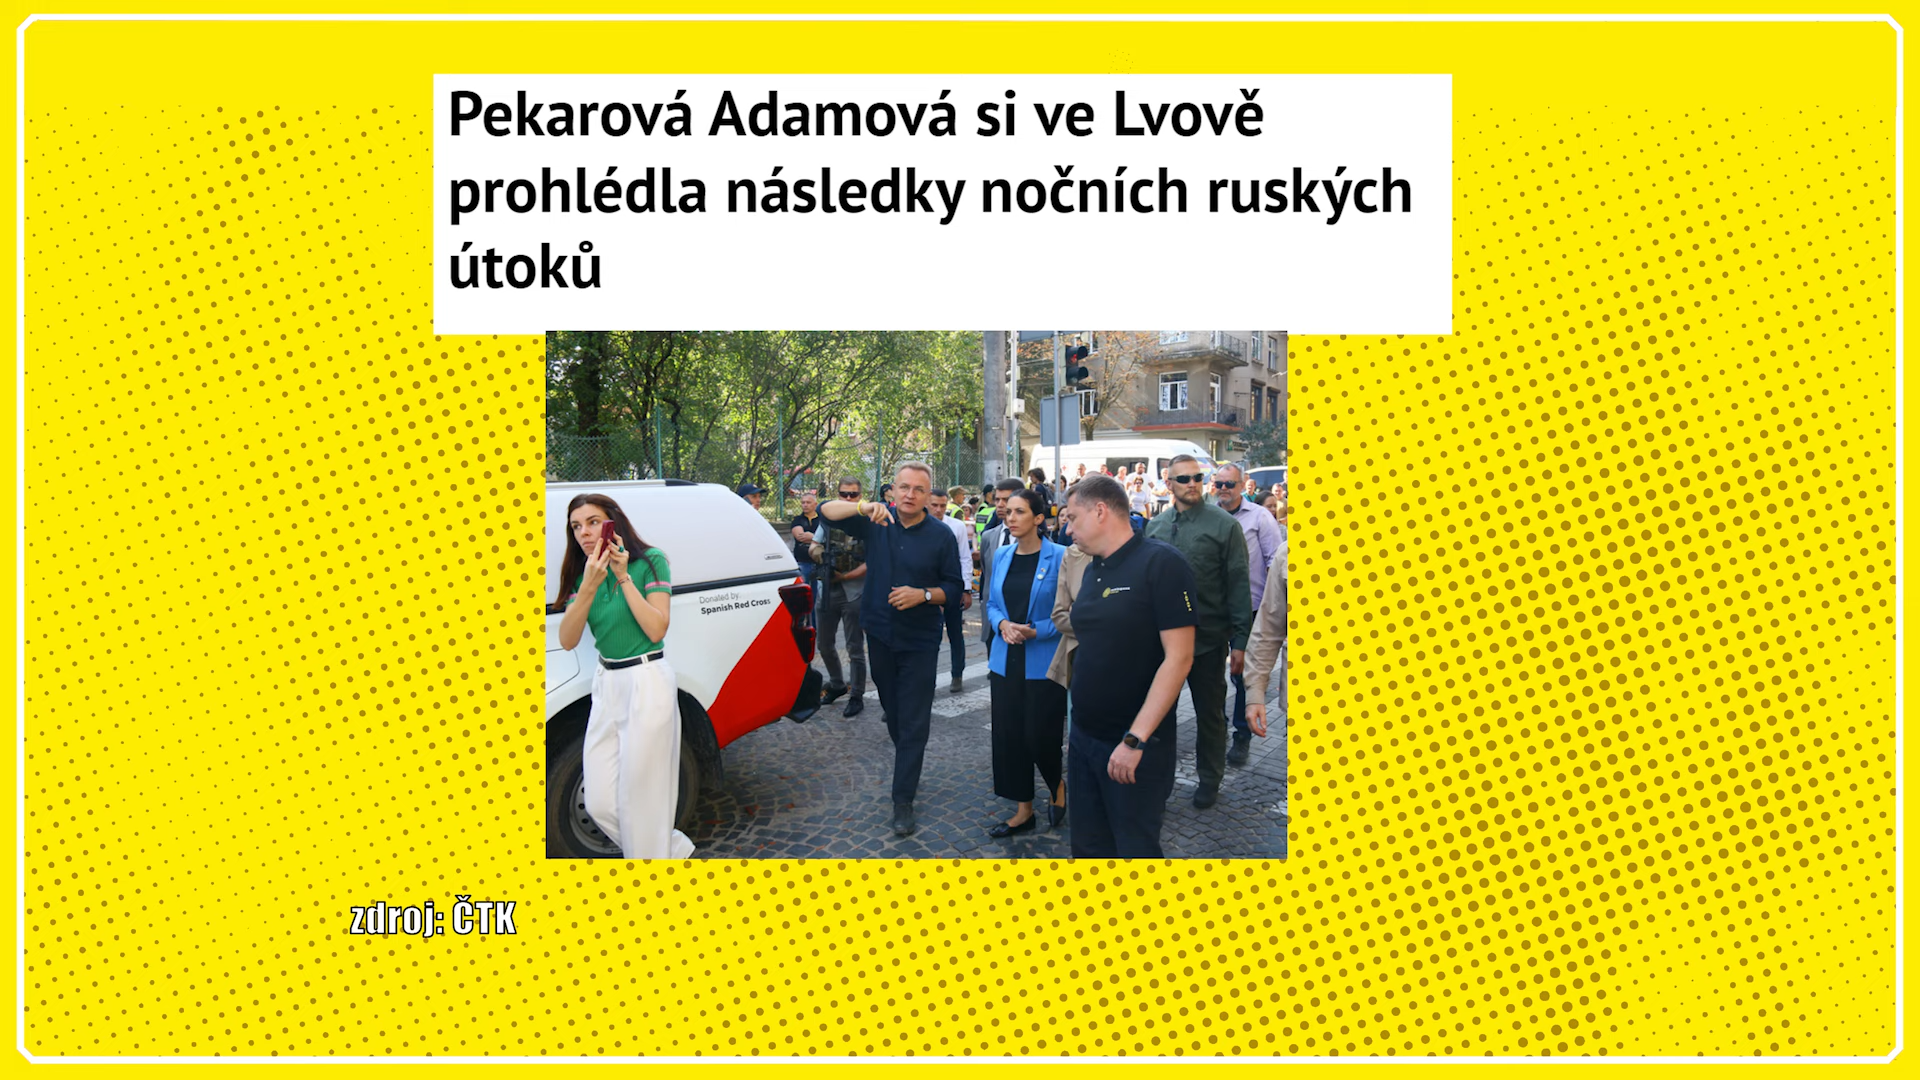 Pekarová Adamová si ve Lvově
prohlédla následky nočních ruských
útoků
Donated by:
Spanish Red Cross
zdroj: ČTK